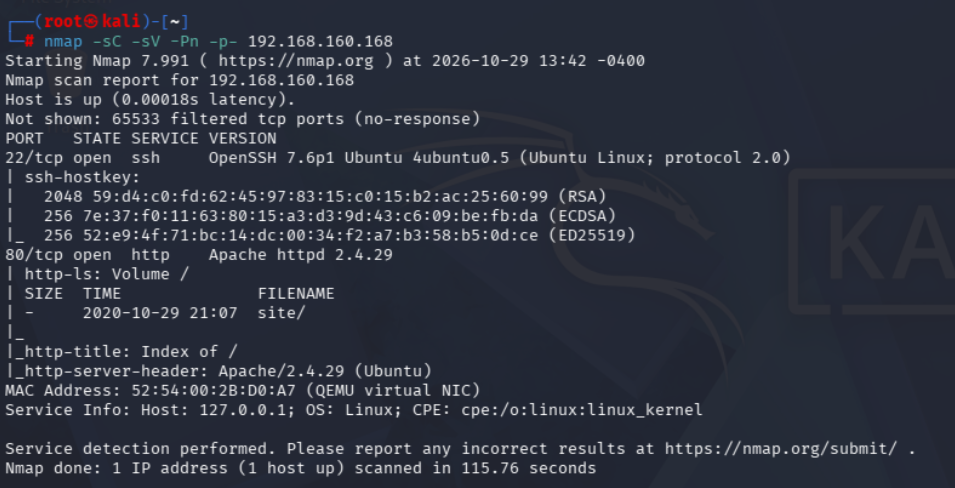 ┌──(root㉿kali)-[~]
└─# nmap -sC -sV -Pn -p- 192.168.160.168
Starting Nmap 7.991 ( https://nmap.org ) at 2026-10-29 13:42 -0400
Nmap scan report for 192.168.160.168
Host is up (0.00018s latency).
Not shown: 65533 filtered tcp ports (no-response)
PORT   STATE SERVICE VERSION
22/tcp open  ssh     OpenSSH 7.6p1 Ubuntu 4ubuntu0.5 (Ubuntu Linux; protocol 2.0)
| ssh-hostkey:
|   2048 59:d4:c0:fd:62:45:97:83:15:c0:15:b2:ac:25:60:99 (RSA)
|   256 7e:37:f0:11:63:80:15:a3:d3:9d:43:c6:09:be:fb:da (ECDSA)
|_  256 52:e9:4f:71:bc:14:dc:00:34:f2:a7:b3:58:b5:0d:ce (ED25519)
80/tcp open  http    Apache httpd 2.4.29
| http-ls: Volume /
| SIZE  TIME              FILENAME
| -     2020-10-29 21:07  site/
|_
|_http-title: Index of /
|_http-server-header: Apache/2.4.29 (Ubuntu)
MAC Address: 52:54:00:2B:D0:A7 (QEMU virtual NIC)
Service Info: Host: 127.0.0.1; OS: Linux; CPE: cpe:/o:linux:linux_kernel
Service detection performed. Please report any incorrect results at https://nmap.org/submit/ .
Nmap done: 1 IP address (1 host up) scanned in 115.76 seconds
KA